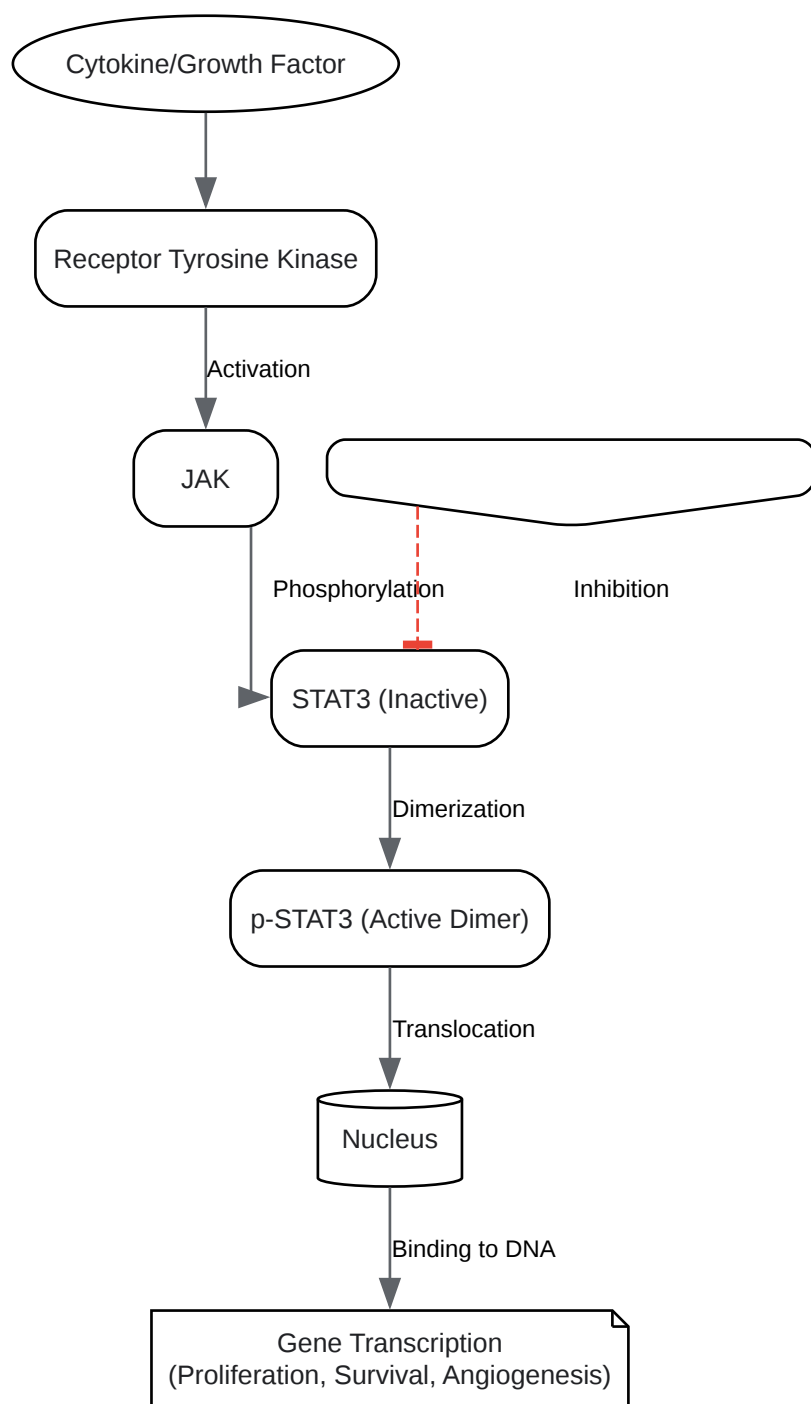 Cytokine/Growth Factor
Receptor Tyrosine Kinase
Activation
JAK
Phosphorylation
Inhibition
STAT3 (Inactive)
Dimerization
p-STAT3 (Active Dimer)
Translocation
Nucleus
Binding to DNA
Gene Transcription
(Proliferation, Survival, Angiogenesis)